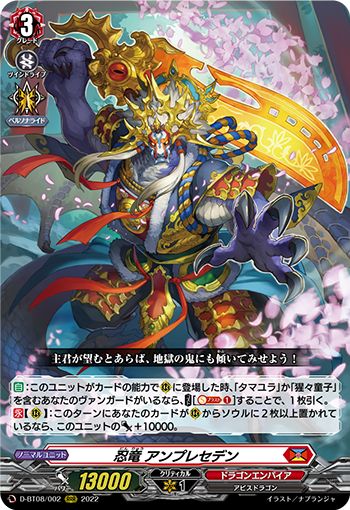 3
グレード
ツインドライブ
ペルソナライド
主君が望むとあらば、地獄の鬼にも傾いてみせよう！
自：このユニットがカードの能力でRに登場した時、「タマユラ」か「猩々童子」
を含むあなたのヴァンガードがいるなら、【D-BT08】することで、1枚引く。
永：このターンにあなたのカードがRからソウルに2枚以上置かれて
いるなら、このユニットの+10000。
ノーマルユニット
恐竜 アンプレセデン
パワー 13000
クリティカル
1
ドラゴンエンパイア
アビスドラゴン
D-BT08/002 RRR 2022
イラスト/ナブランジャ